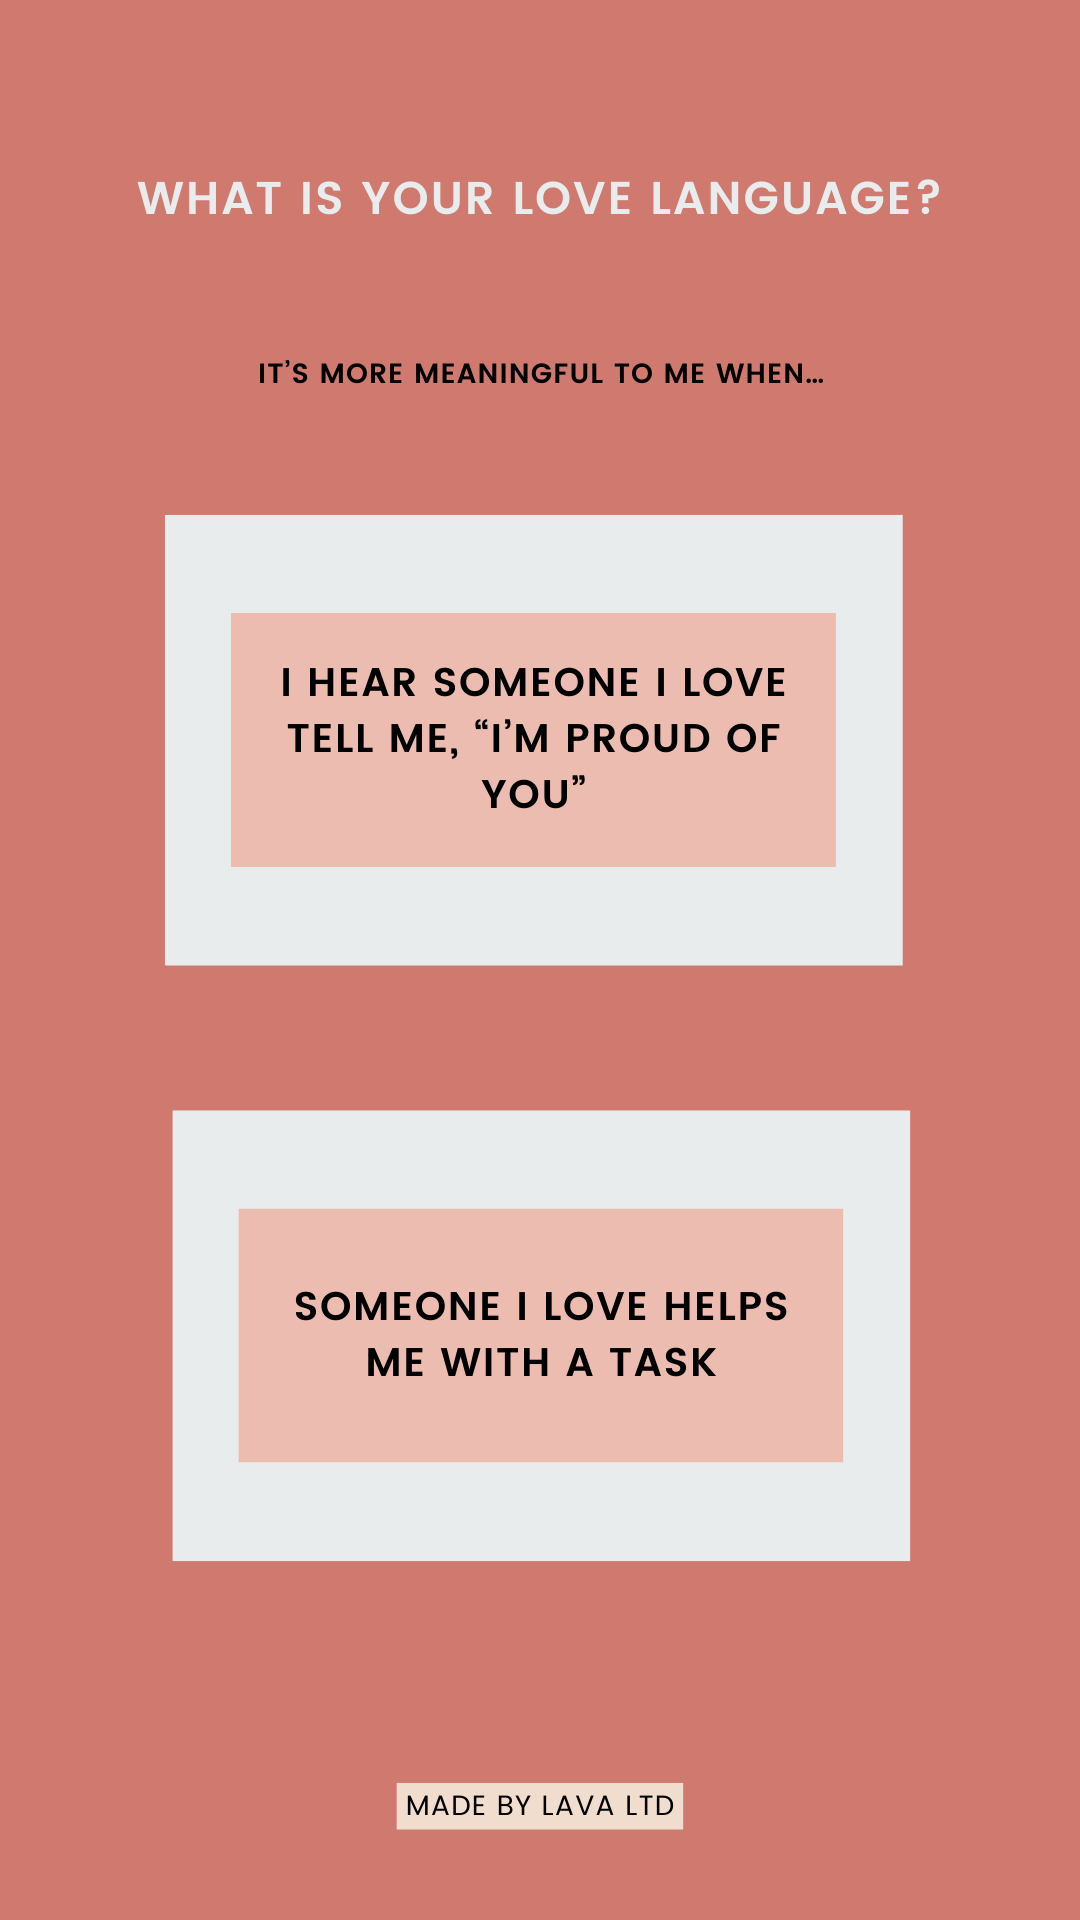 WHAT IS YOUR LOVE LANGUAGE?
IT’S MORE MEANINGFUL TO ME WHEN...
I HEAR SOMEONE I LOVE
TELL ME, “I’M PROUD OF
YOU”
SOMEONE I LOVE HELPS
ME WITH A TASK
MADE BY LAVA LTD